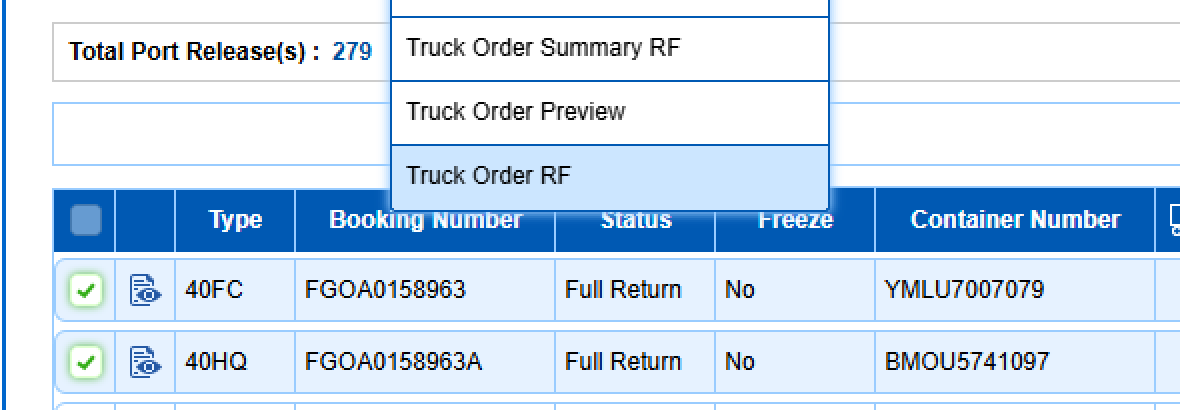 Total Port Release(s) : 279
Truck Order Summary RF
Truck Order Preview
Truck Order RF
Type Booking Number Status Freeze Container Number
40FC FGOA0158963 Full Return No YMLU7007079
40HQ FGOA0158963A Full Return No BMOU5741097